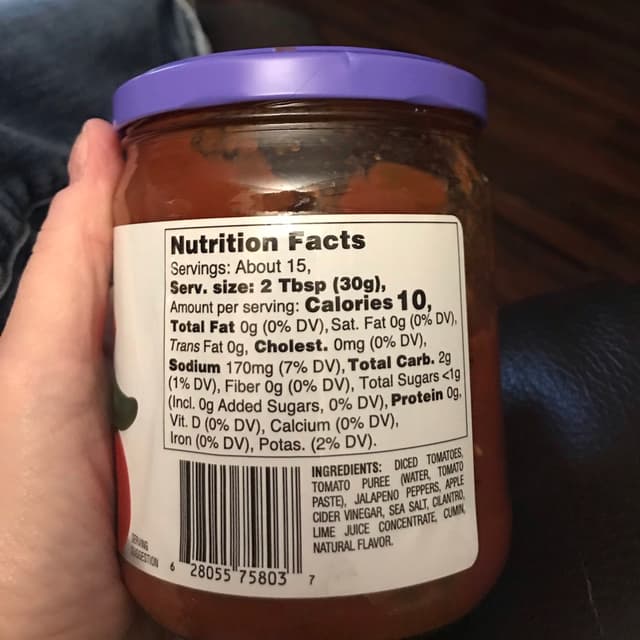 Nutrition Facts
Servings: About 15,
Serv. size: 2 Tbsp (30g),
Amount per serving: Calories 10,
Total Fat 0g (0% DV), Sat. Fat 0g (0% DV),
Trans Fat 0g, Cholest. 0mg (0% DV),
Sodium 170mg (7% DV), Total Carb. 2g
(1% DV), Fiber 0g (0% DV), Total Sugars <1g
(Incl. 0g Added Sugars, 0% DV), Protein 0g,
Vit. D (0% DV), Calcium (0% DV),
Iron (0% DV), Potas. (2% DV).
INGREDIENTS: DICED TOMATOES,
TOMATO PUREE (WATER, TOMATO
PASTE), JALAPENO PEPPERS, APPLE
CIDER VINEGAR, SEA SALT, CILANTRO,
LIME JUICE CONCENTRATE, CUMIN,
NATURAL FLAVOR.
SERVING
SUGGESTION
6 28055 75803 7